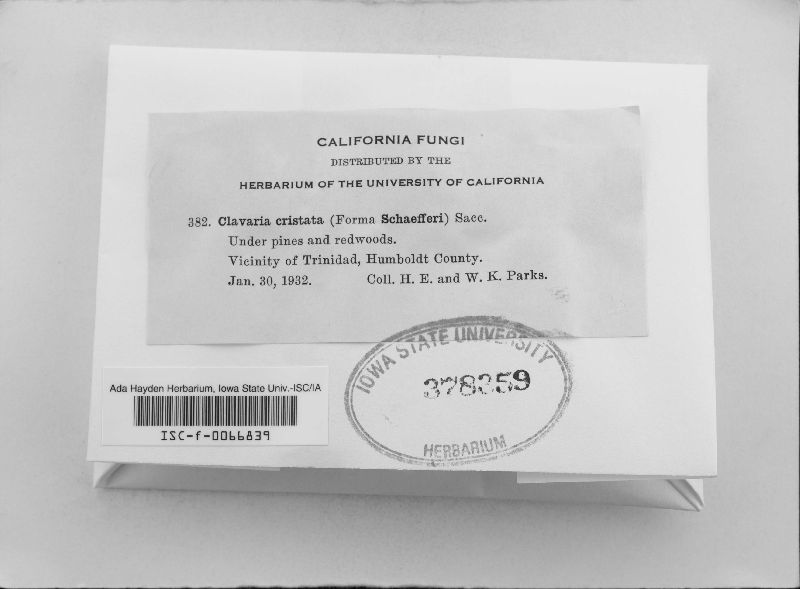 CALIFORNIA FUNGI
DISTRIBUTED BY THE
HERBARIUM OF THE UNIVERSITY OF CALIFORNIA
382. Clavaria cristata (Forma Schaefferi) Sacc.
Under pines and redwoods.
Vicinity of Trinidad, Humboldt County.
Jan. 30, 1932. Coll. H. E. and W. K. Parks.
IOWA STATE UNIVERSITY
378359
HERBARIUM
Ada Hayden Herbarium, Iowa State Univ.-ISC/IA
ISC-f-0066839